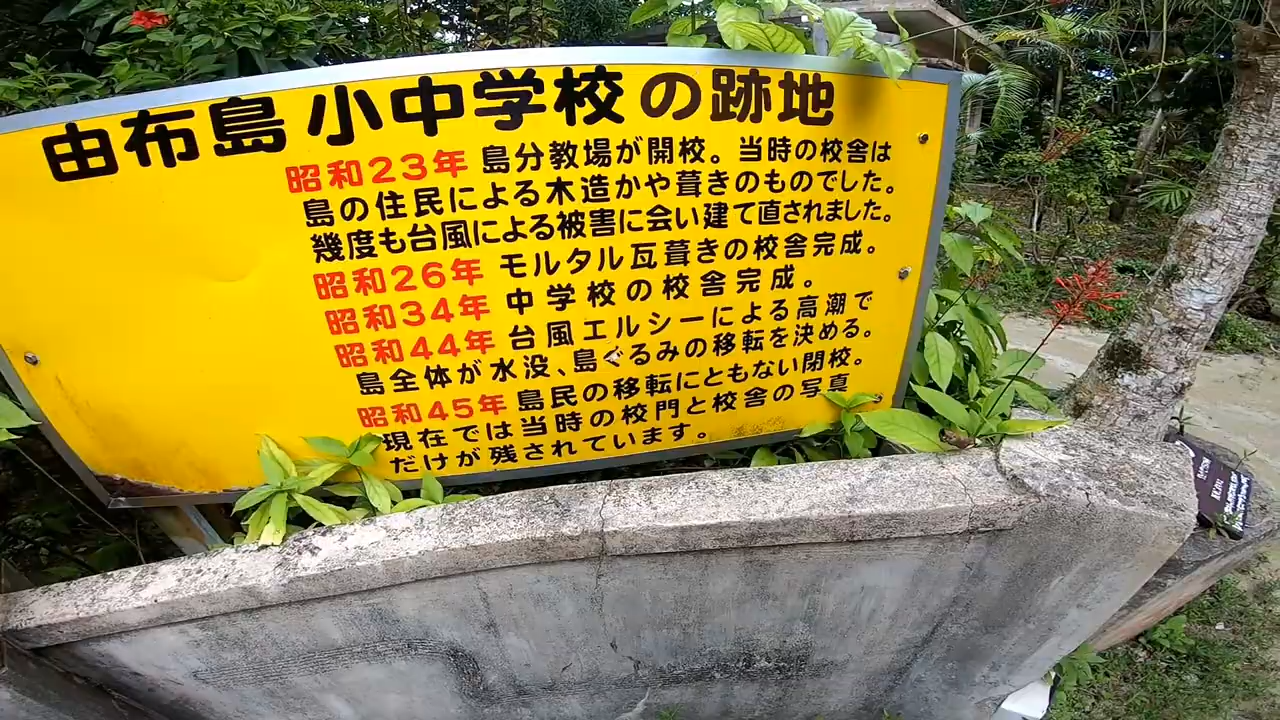 由布島 小中学校の跡地
昭和23年 島分教場が開校。当時の校舎は
島の住民による木造かや葺きのものでした。
幾度も台風による被害に会い建て直されました。
昭和26年 モルタル瓦葺きの校舎完成。
昭和34年 中学校の校舎完成。
昭和44年 台風エルシーによる高潮で
島全体が水没、島ぐるみの移転を決める。
昭和45年 島民の移転にともない閉校。
現在では当時の校門と校舎の写真
だけが残されています。